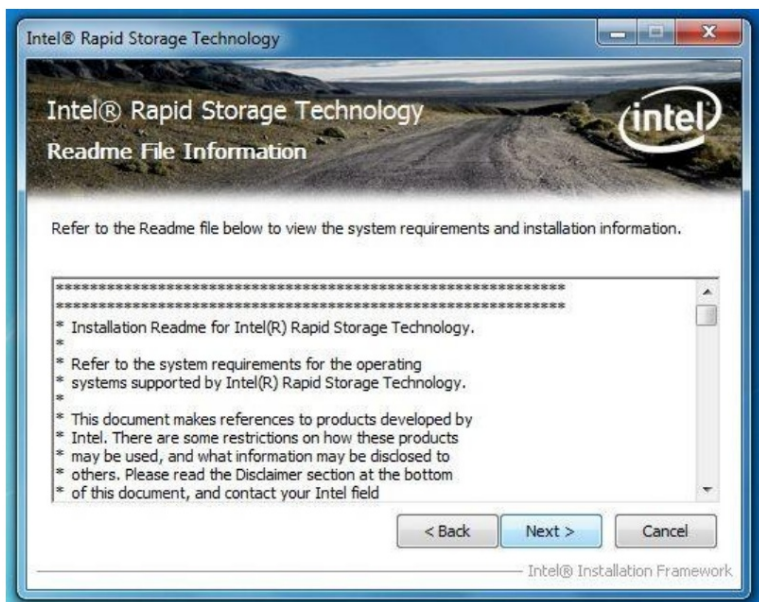 Intel® Rapid Storage Technology
Intel® Rapid Storage Technology
intel
Readme File Information
Refer to the Readme file below to view the system requirements and installation information.
*************************************************************
*************************************************************
* Installation Readme for Intel(R) Rapid Storage Technology.
*
* Refer to the system requirements for the operating
* systems supported by Intel(R) Rapid Storage Technology.
*
* This document makes references to products developed by
* Intel. There are some restrictions on how these products
* may be used, and what information may be disclosed to
* others. Please read the Disclaimer section at the bottom
* of this document, and contact your Intel field
< Back Next > Cancel
Intel® Installation Framework